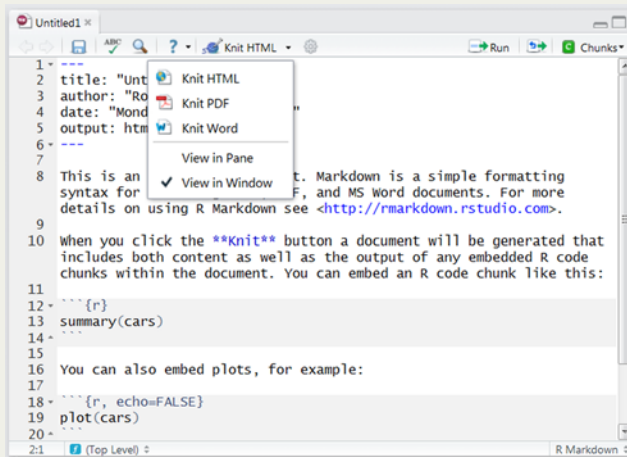 Untitled1 ×
ABC ? Knit HTML Run Chunks
1 ---
2 title: "Unt
3 author: "Ro
4 date: "Mond "
5 output: htm
6 ---
7
8 This is an t. Markdown is a simple formatting
syntax for F, and MS Word documents. For more
details on using R Markdown see <http://rmarkdown.rstudio.com>.
9
10 When you click the **Knit** button a document will be generated that
includes both content as well as the output of any embedded R code
chunks within the document. You can embed an R code chunk like this:
11
12 ```{r}
13 summary(cars)
14 ```
15
16 You can also embed plots, for example:
17
18 ```{r, echo=FALSE}
19 plot(cars)
20 ```
Knit HTML
Knit PDF
Knit Word
View in Pane
✔ View in Window
2:1 (Top Level) R Markdown